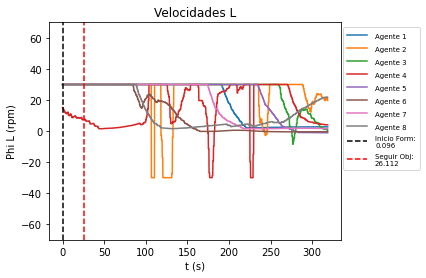 Velocidades L
Phi L (rpm)
60
40
20
0
−20
−40
−60
0
50
100
150
200
250
300
t (s)
Agente 1
Agente 2
Agente 3
Agente 4
Agente 5
Agente 6
Agente 7
Agente 8
Inicio Form:
0.096
Seguir Obj:
26.112